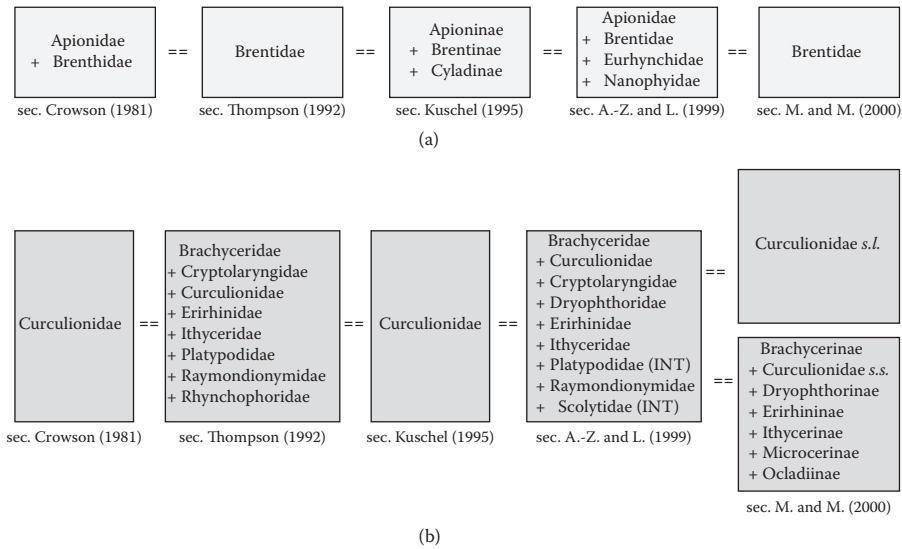 Apionidae
+ Brenthidae
==
Brentidae
==
Apioninae
+ Brentinae
+ Cyladinae
==
Apionidae
+ Brentidae
+ Eurhynchidae
+ Nanophyidae
==
Brentidae
sec. Crowson (1981)
sec. Thompson (1992)
sec. Kuschel (1995)
sec. A.-Z. and L. (1999)
sec. M. and M. (2000)
(a)
Curculionidae
==
Brachyceridae
+ Cryptolaryngidae
+ Curculionidae
+ Erirhinidae
+ Ithyceridae
+ Platypodidae
+ Raymondionymidae
+ Rhynchophoridae
==
Curculionidae
==
Brachyceridae
+ Curculionidae
+ Cryptolaryngidae
+ Dryophthoridae
+ Erirhinidae
+ Ithyceridae
+ Platypodidae (INT)
+ Raymondionymidae
+ Scolytidae (INT)
==
Curculionidae s.l.
==
Brachycerinae
+ Curculionidae s.s.
+ Dryophthorinae
+ Erirhininae
+ Ithycerinae
+ Microcerinae
+ Ocladiinae
sec. Crowson (1981)
sec. Thompson (1992)
sec. Kuschel (1995)
sec. A.-Z. and L. (1999)
sec. M. and M. (2000)
(b)